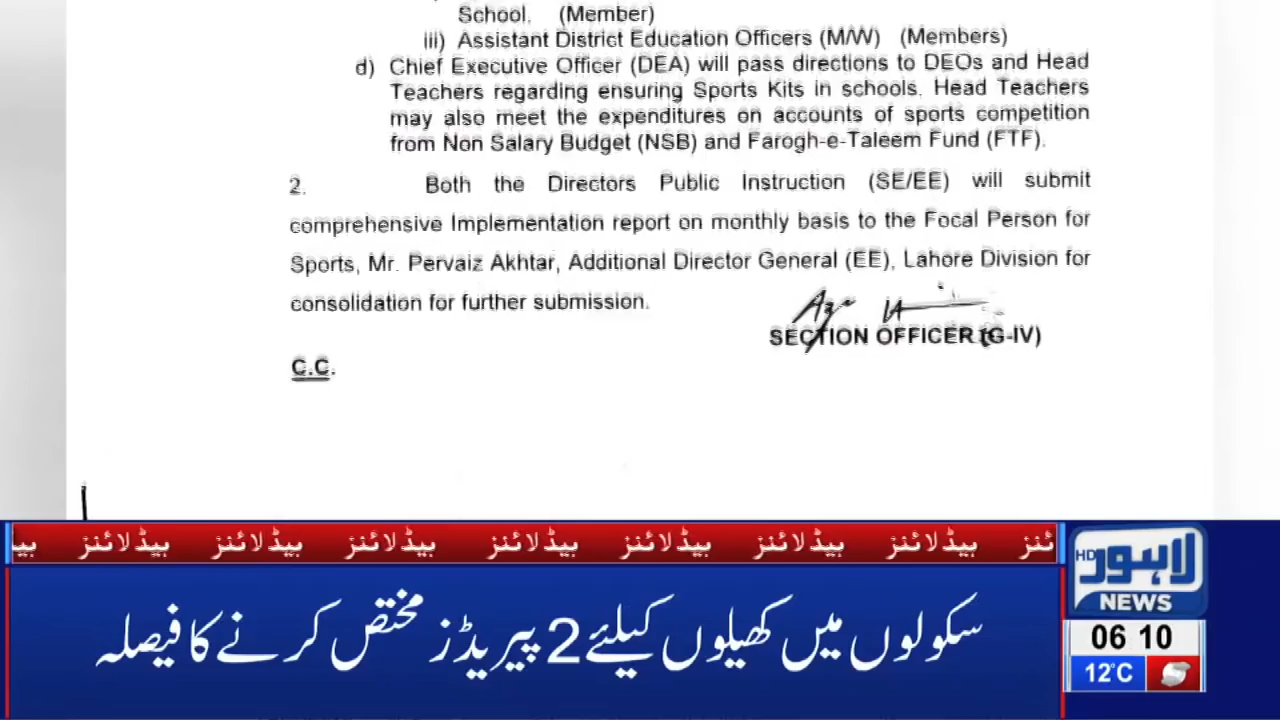 School. (Member)
iii) Assistant District Education Officers (M/W) (Members)
d) Chief Executive Officer (DEA) will pass directions to DEOs and Head
Teachers regarding ensuring Sports Kits in schools. Head Teachers
may also meet the expenditures on accounts of sports competition
from Non Salary Budget (NSB) and Farogh-e-Taleem Fund (FTF).
2. Both the Directors Public Instruction (SE/EE) will submit
comprehensive Implementation report on monthly basis to the Focal Person for
Sports, Mr. Pervaiz Akhtar, Additional Director General (EE), Lahore Division for
consolidation for further submission.
SECTION OFFICER (G-IV)
C.C.
ئنز ہیڈلائنز ہیڈلائنز ہیڈلائنز ہیڈلائنز ہیڈلائنز ہیڈلائنز ہیڈلائنز ہیڈ
سکولوں میں کھیلوں کیلئے 2 پیریڈز مختص کرنے کا فیصلہ
HD لاہور
NEWS
06 10
12°C